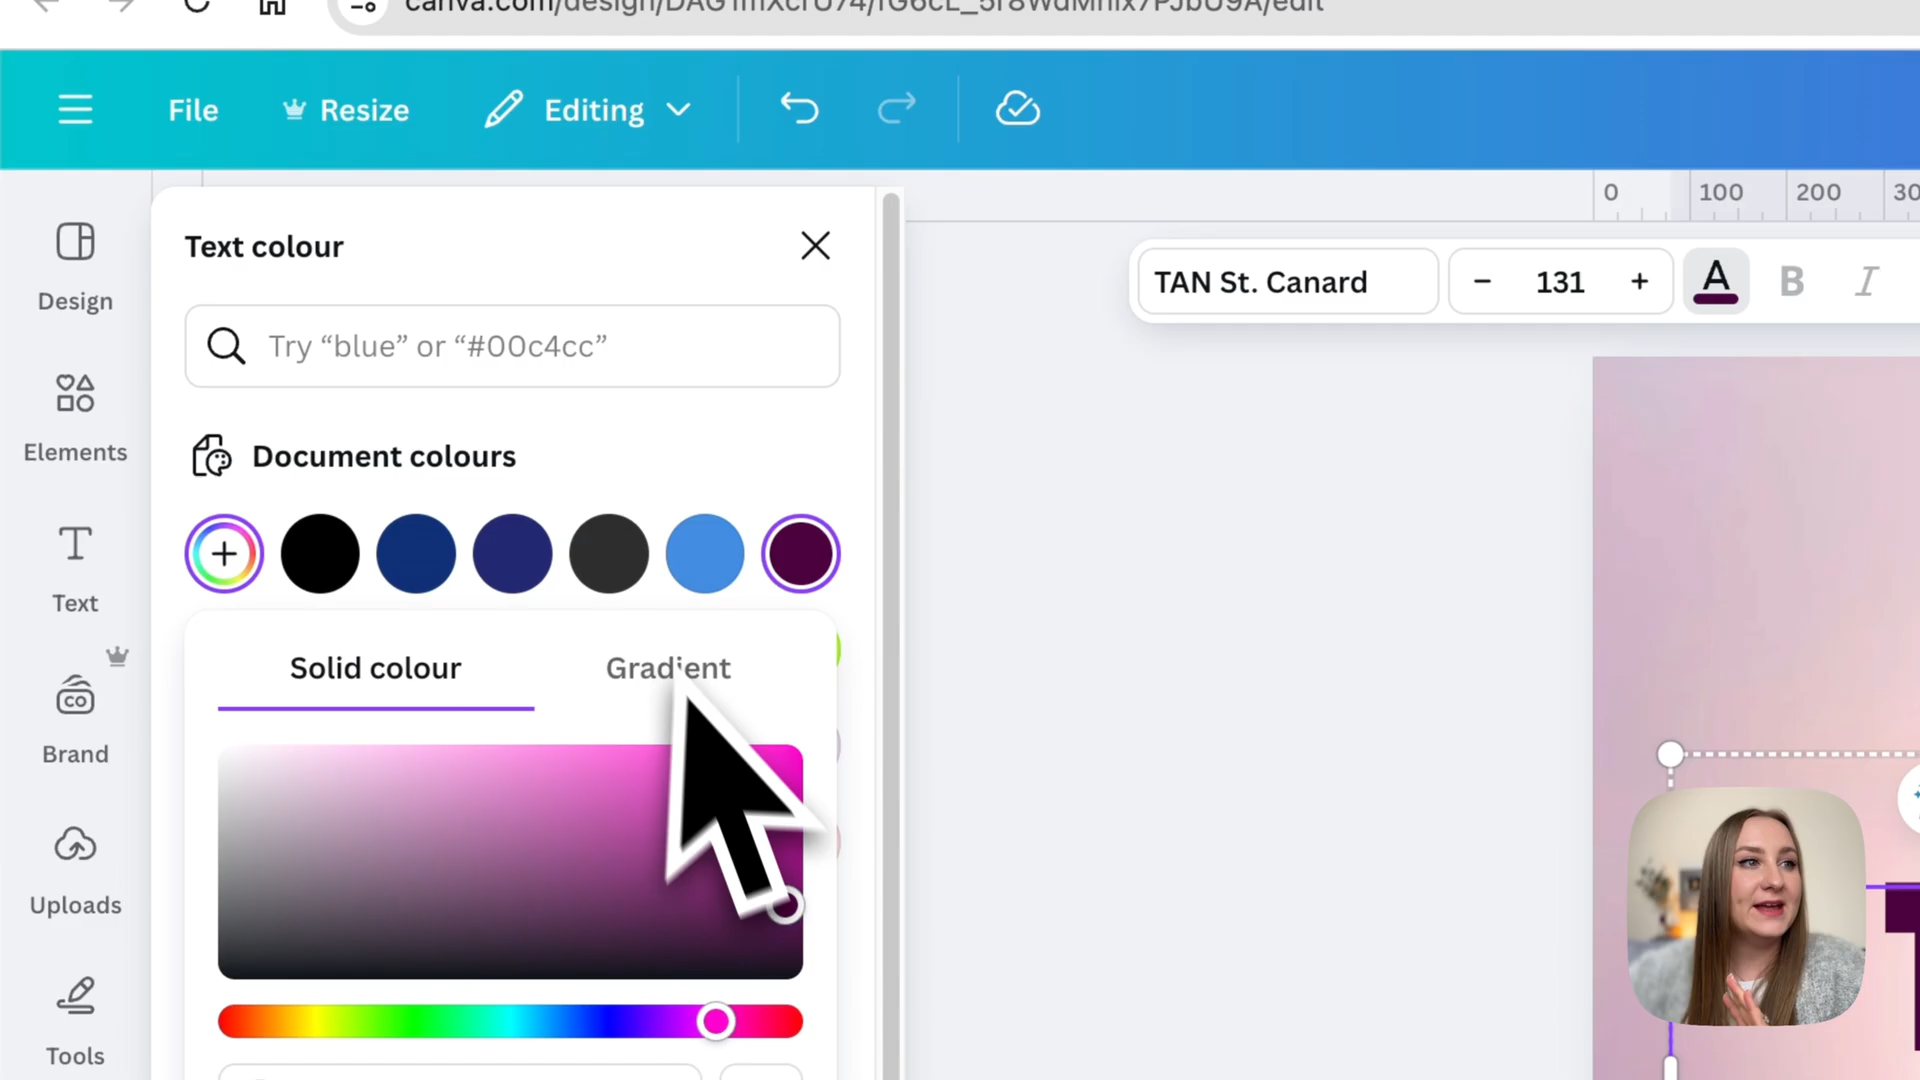 File
Resize
Editing
0
100
200
Text colour
Design
TAN St. Canard
−
131
+
A
B
I
Try “blue” or “#00c4cc”
Elements
Document colours
Text
Solid colour
Gradient
Brand
Uploads
Tools